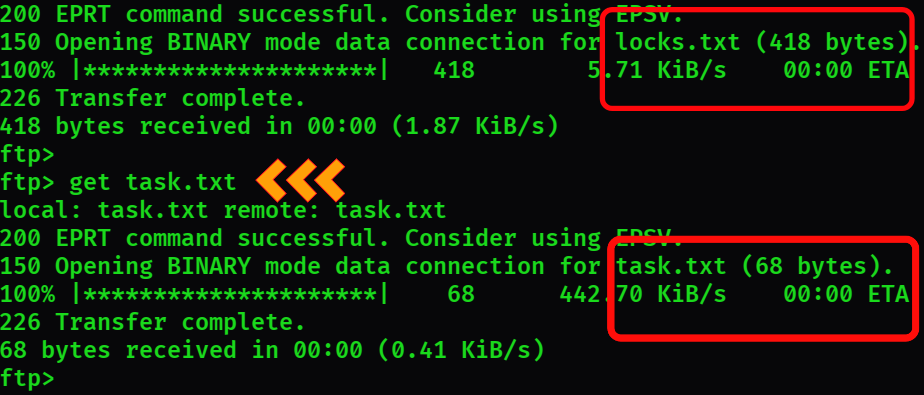 200 EPRT command successful. Consider using EPSV.
150 Opening BINARY mode data connection for locks.txt (418 bytes).
100% |*********************|   418        5.71 KiB/s    00:00 ETA
226 Transfer complete.
418 bytes received in 00:00 (1.87 KiB/s)
ftp>
ftp> get task.txt
local: task.txt remote: task.txt
200 EPRT command successful. Consider using EPSV.
150 Opening BINARY mode data connection for task.txt (68 bytes).
100% |*********************|    68      442.70 KiB/s    00:00 ETA
226 Transfer complete.
68 bytes received in 00:00 (0.41 KiB/s)
ftp>